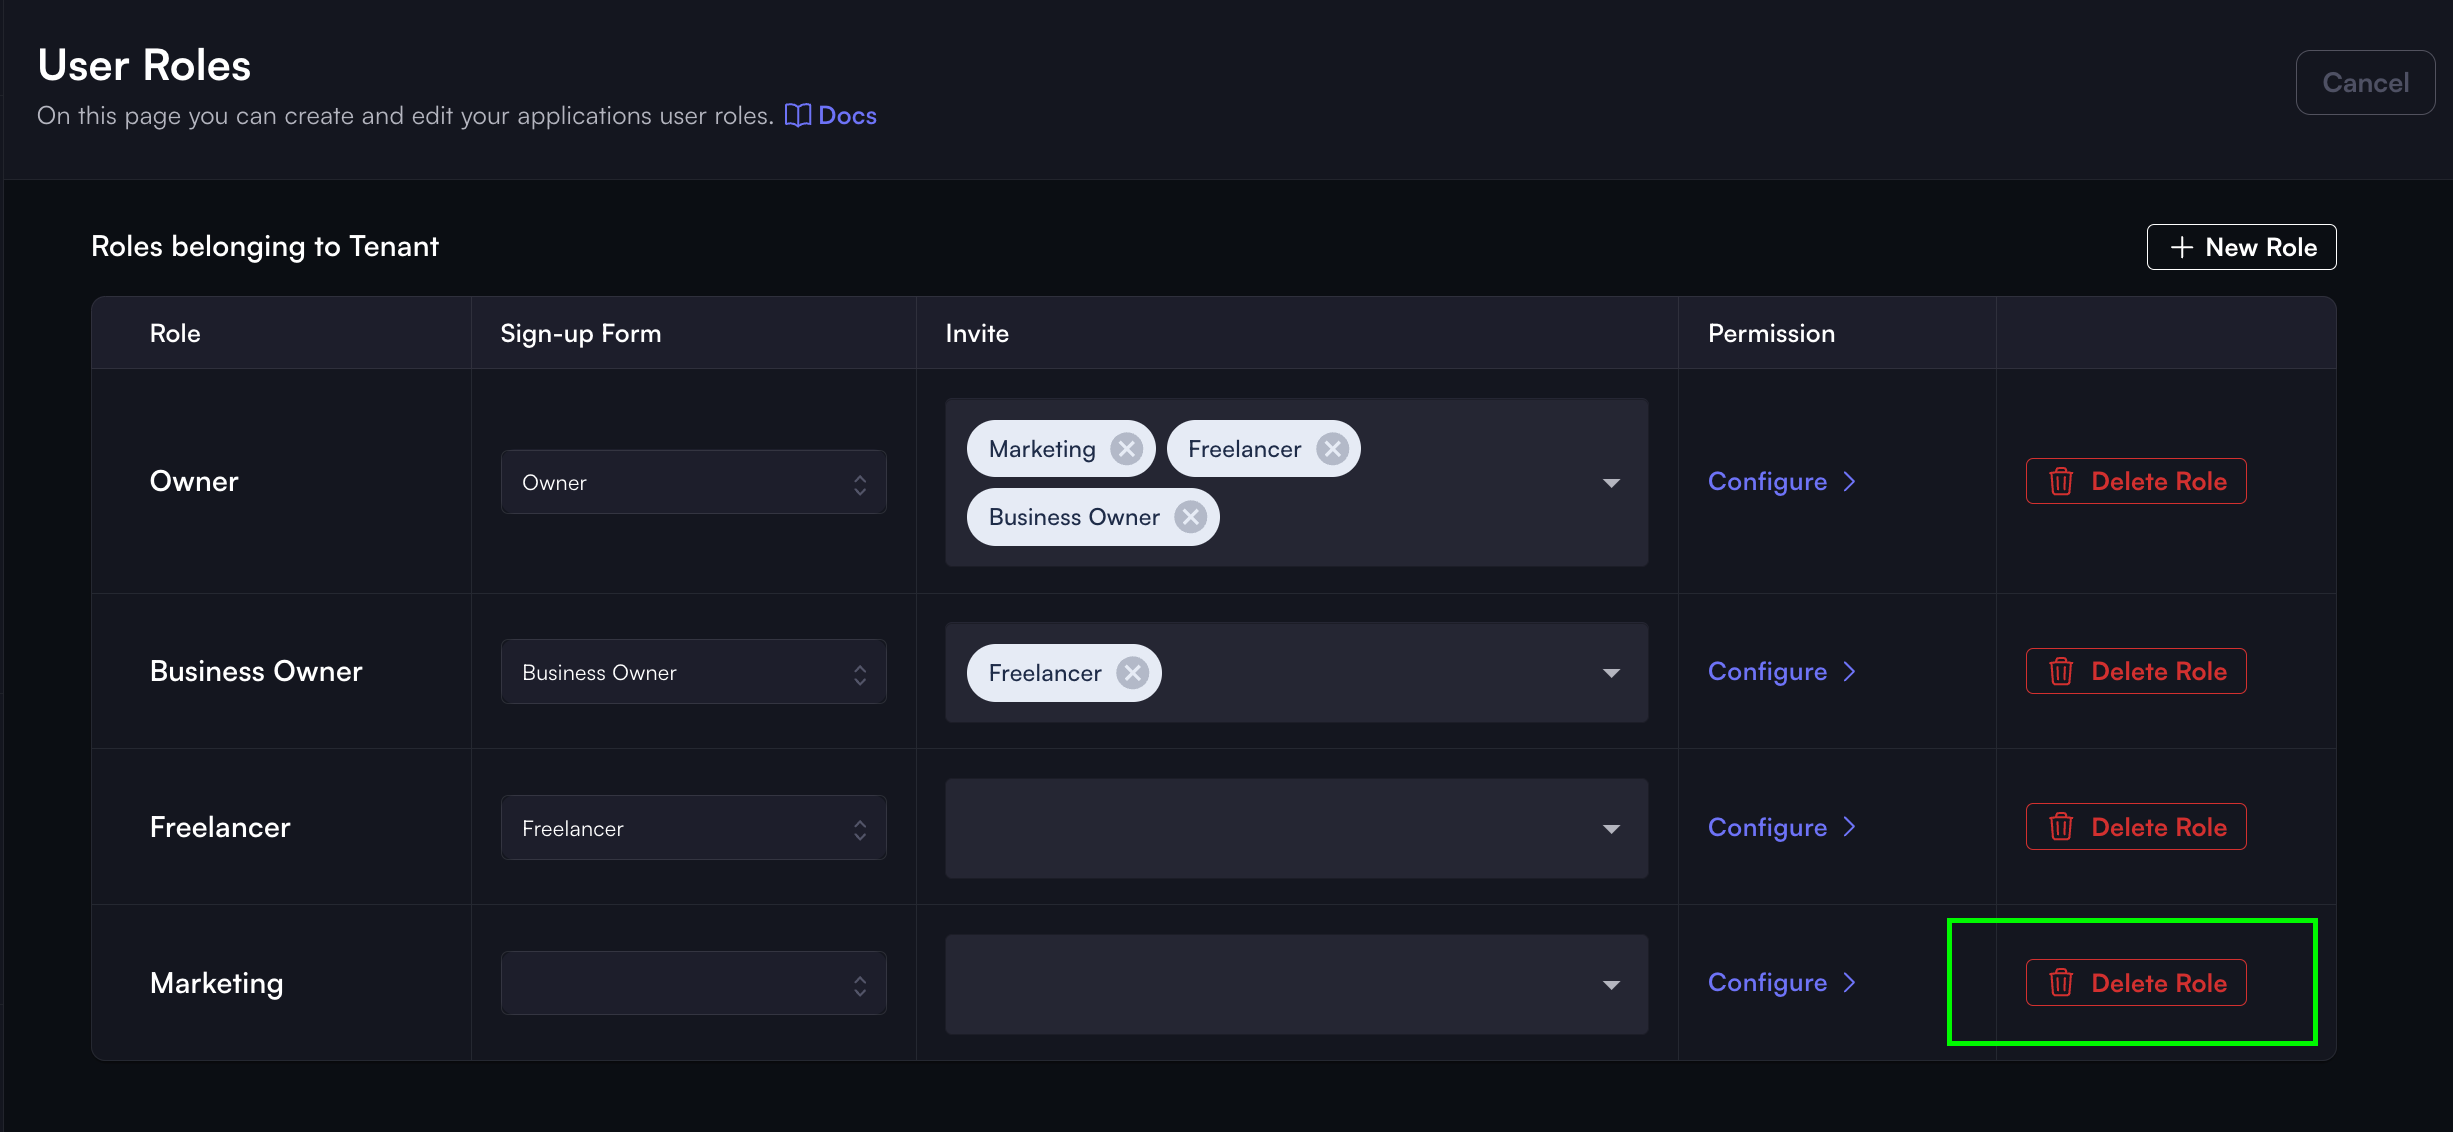 User Roles
Cancel
On this page you can create and edit your applications user roles. Docs
Roles belonging to Tenant
New Role
Role
Sign-up Form
Invite
Permission
Owner
Owner
Marketing
Freelancer
Business Owner
Configure
Delete Role
Business Owner
Business Owner
Freelancer
Configure
Delete Role
Freelancer
Freelancer
Configure
Delete Role
Marketing
Configure
Delete Role